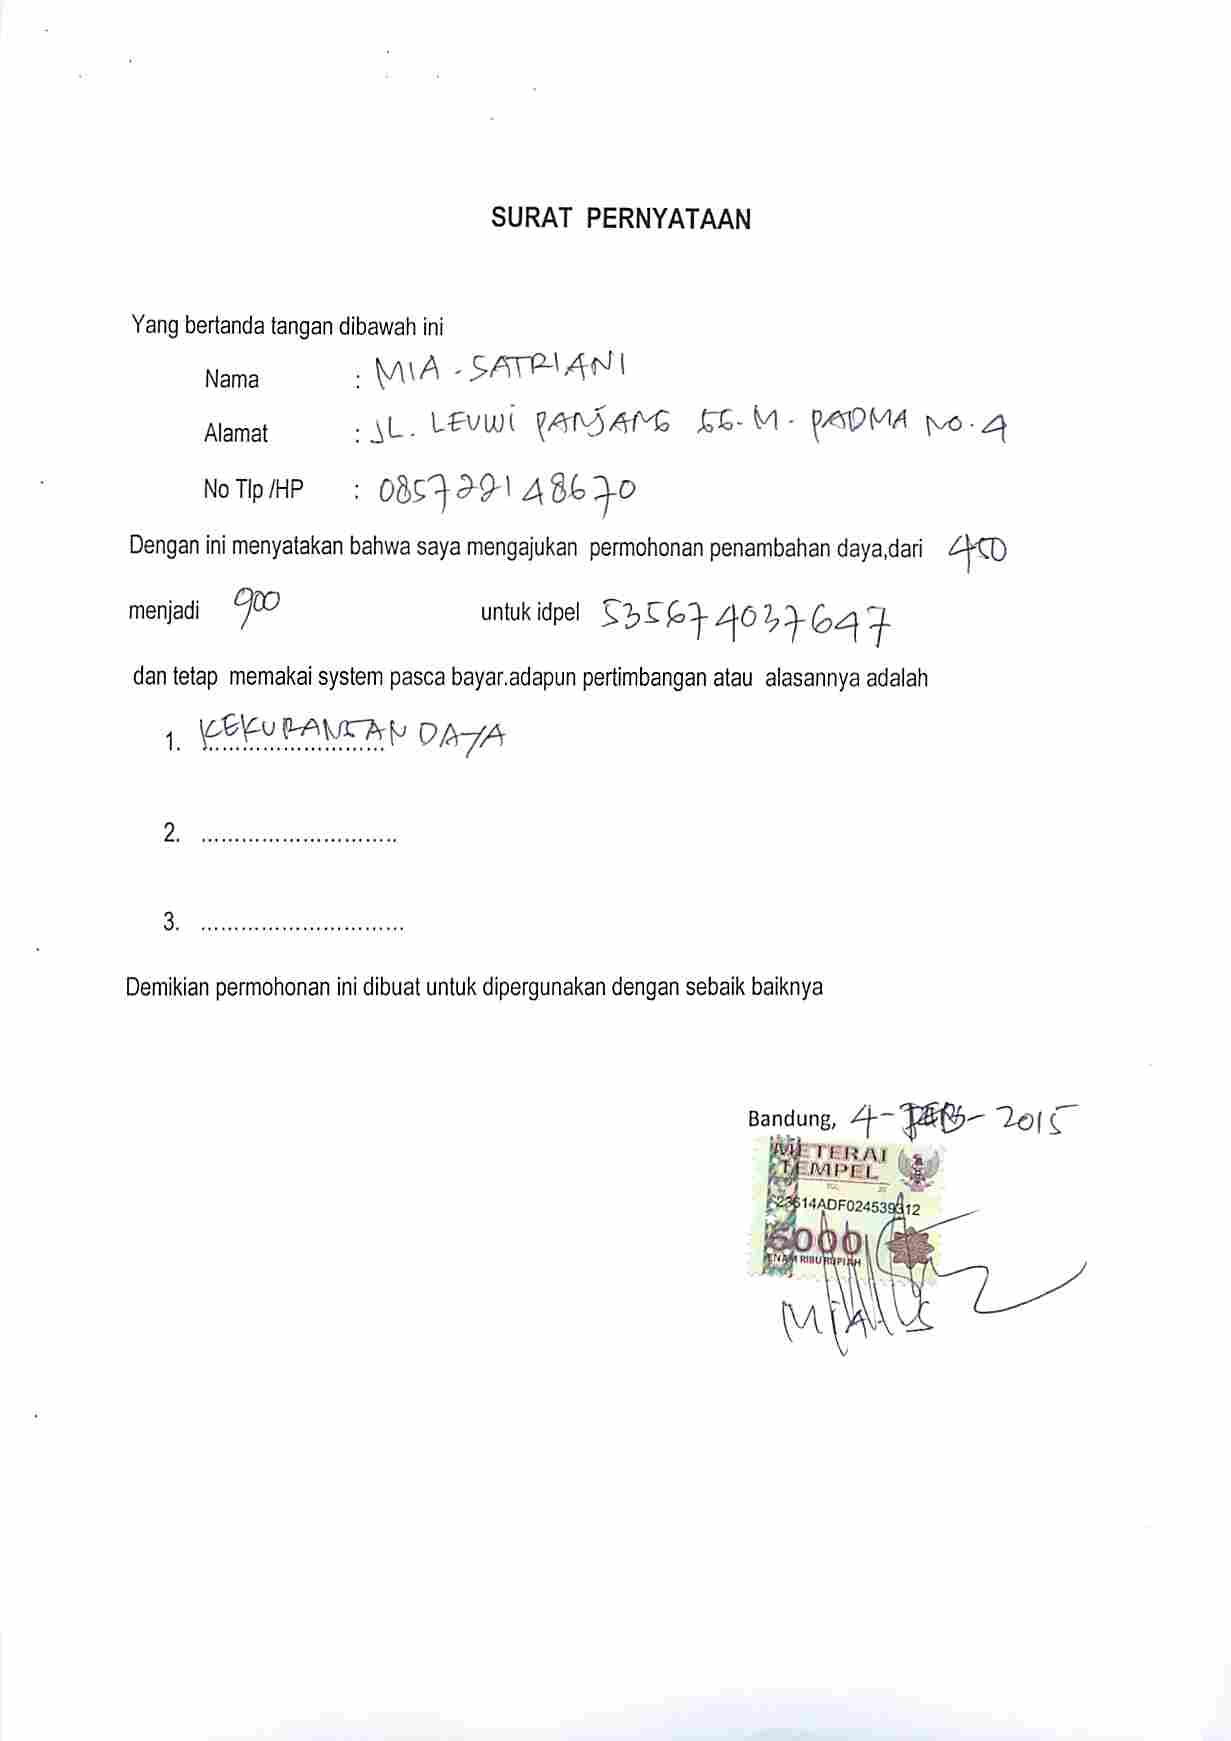 SURAT PERNYATAAN
Yang bertanda tangan dibawah ini
Nama : MIA - SATRIANI
Alamat : JL. LEUWI PANJANG GG. M. PADMA NO. 4
No Tlp /HP : 085722148670
Dengan ini menyatakan bahwa saya mengajukan permohonan penambahan daya,dari 450
menjadi 900 untuk idpel 535674037647
dan tetap memakai system pasca bayar.adapun pertimbangan atau alasannya adalah
1. KEKURANGAN DAYA
2. .............................
3. ..............................
Demikian permohonan ini dibuat untuk dipergunakan dengan sebaik baiknya
Bandung, 4 - FEB - 2015
METERAI
TEMPEL
6000
ENAM RIBU RUPIAH
MIA